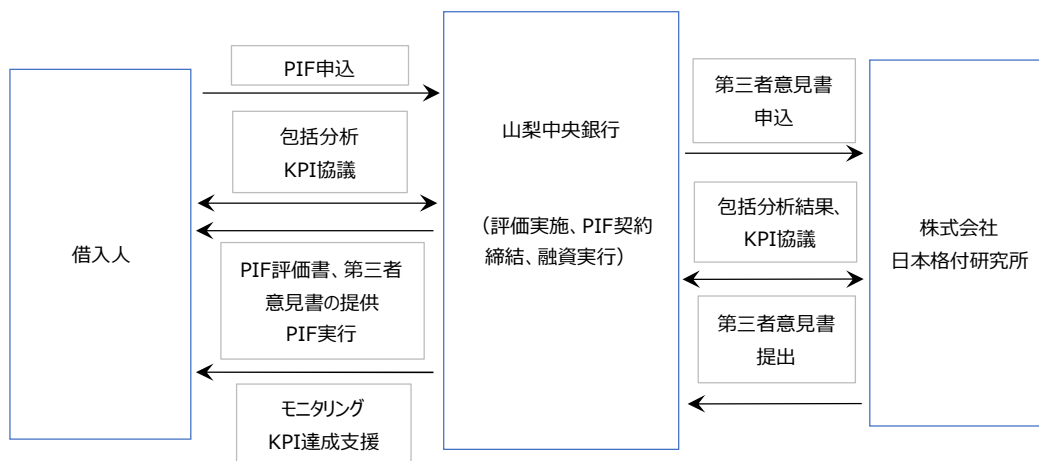 借入人
PIF申込
包括分析
KPI協議
PIF評価書、第三者
意見書の提供
PIF実行
モニタリング
KPI達成支援
山梨中央銀行
（評価実施、PIF契約
締結、融資実行）
第三者意見書
申込
包括分析結果、
KPI協議
第三者意見書
提出
株式会社
日本格付研究所